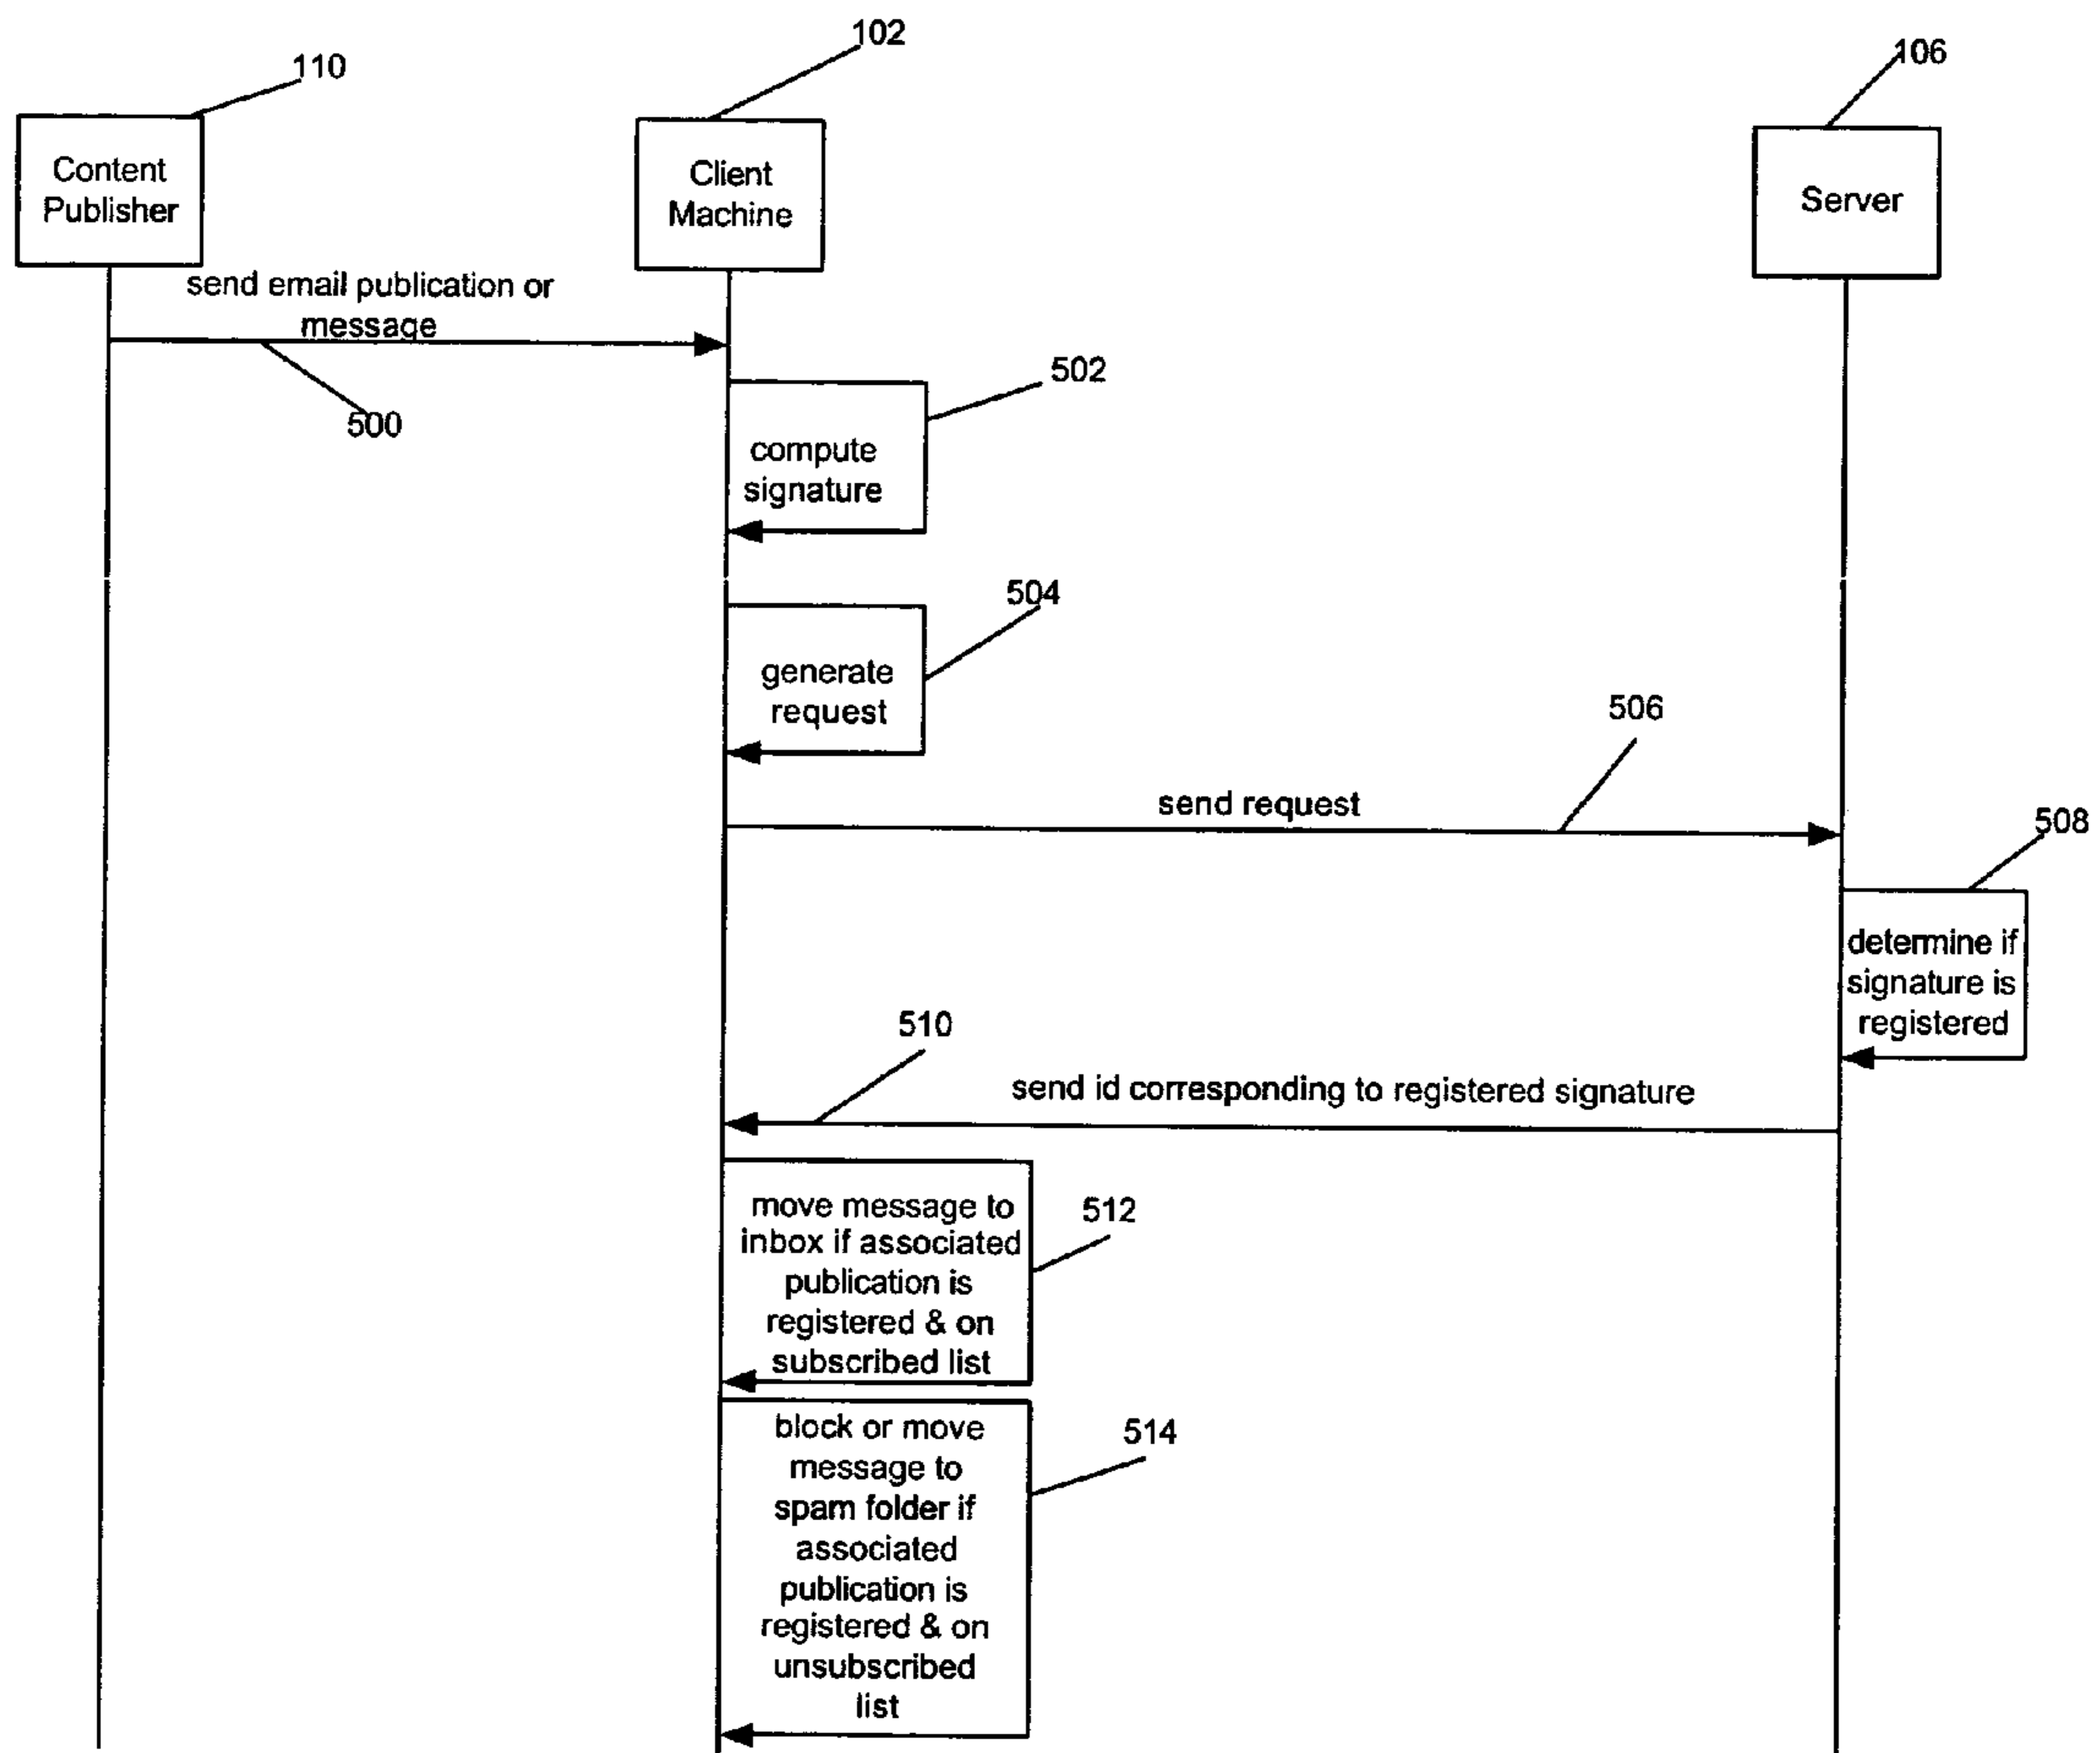 110
102
106
Content
Publisher
Client
Machine
Server
send email publication or
message
500
502
compute
signature
504
generate
request
506
send request
508
determine if
signature is
registered
510
send id corresponding to registered signature
512
move message to
inbox if associated
publication is
registered & on
subscribed list
514
block or move
message to
spam folder if
associated
publication is
registered & on
unsubscribed
list